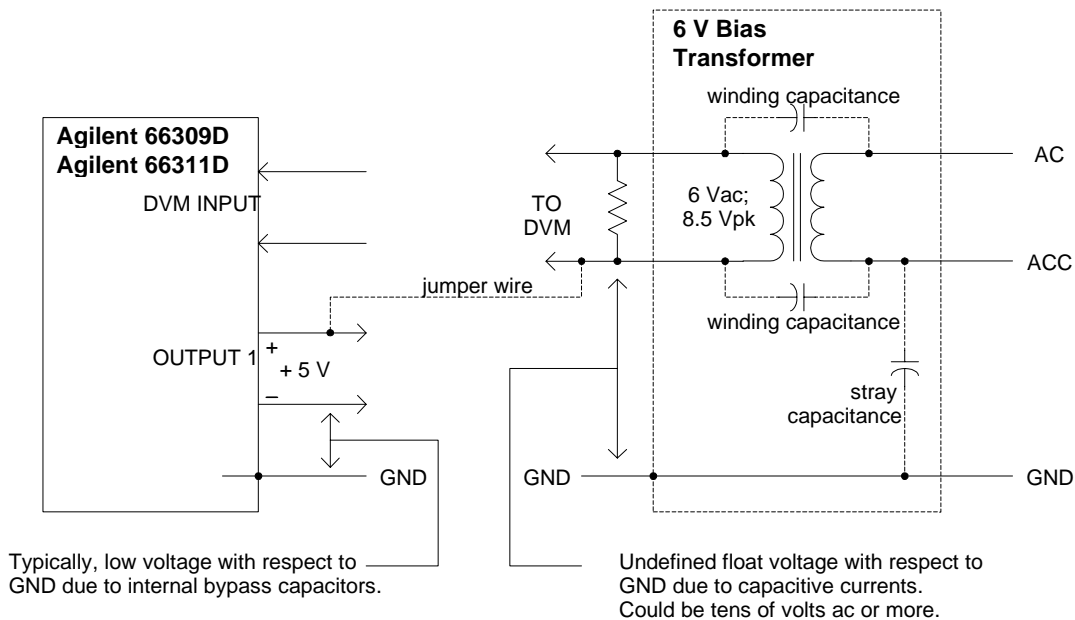 6 V Bias
Transformer
winding capacitance
Agilent 66309D
Agilent 66311D
DVM INPUT
TO
DVM
6 Vac;
8.5 Vpk
AC
ACC
jumper wire
winding capacitance
OUTPUT 1
+
+ 5 V
–
stray
capacitance
GND
GND
GND
Typically, low voltage with respect to
GND due to internal bypass capacitors.
Undefined float voltage with respect to
GND due to capacitive currents.
Could be tens of volts ac or more.